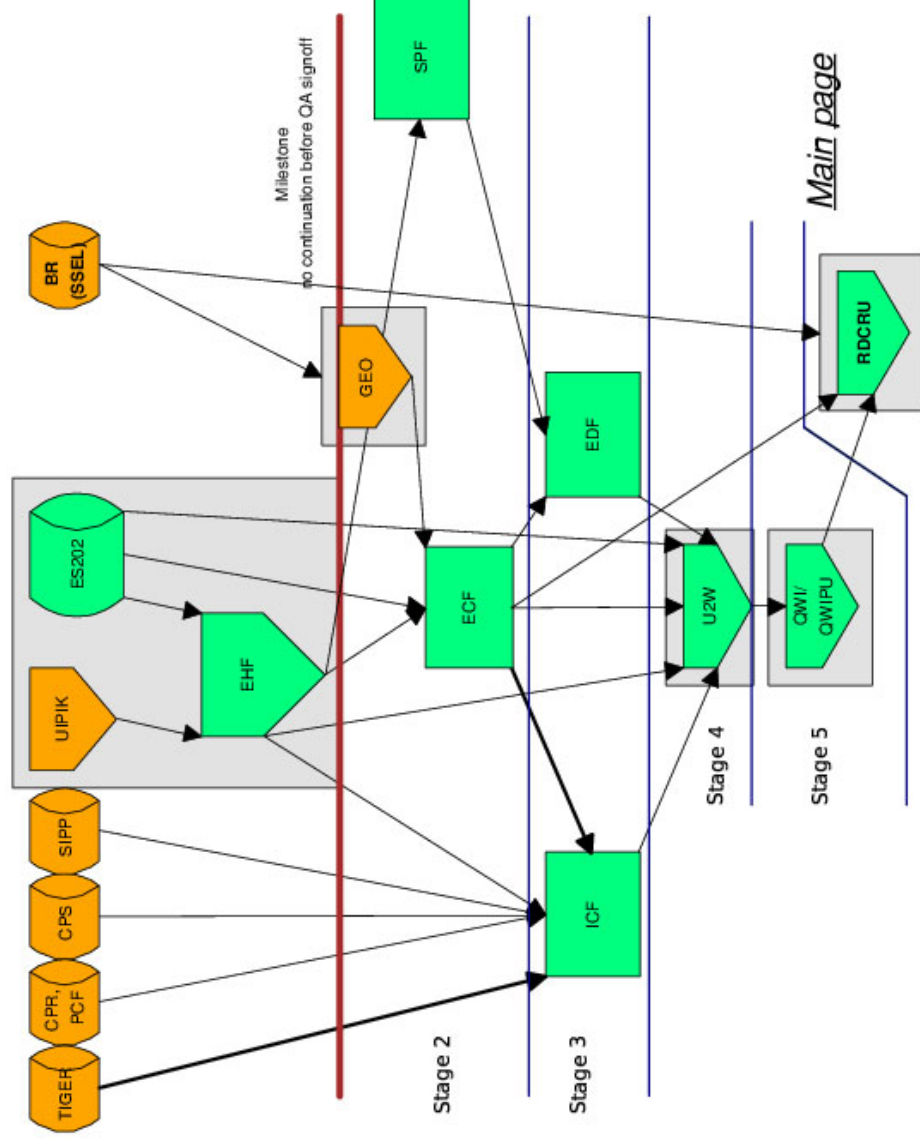 TIGER
CPR,
PCF
CPS
SIPP
UIPIK
ES202
BR
(SSEL)
EHF
Milestone
no continuation before QA signoff
GEO
SPF
Stage 2
ECF
Stage 3
ICF
EDF
Stage 4
U2W
Stage 5
QWI/
QWIPU
RDCRU
Main page